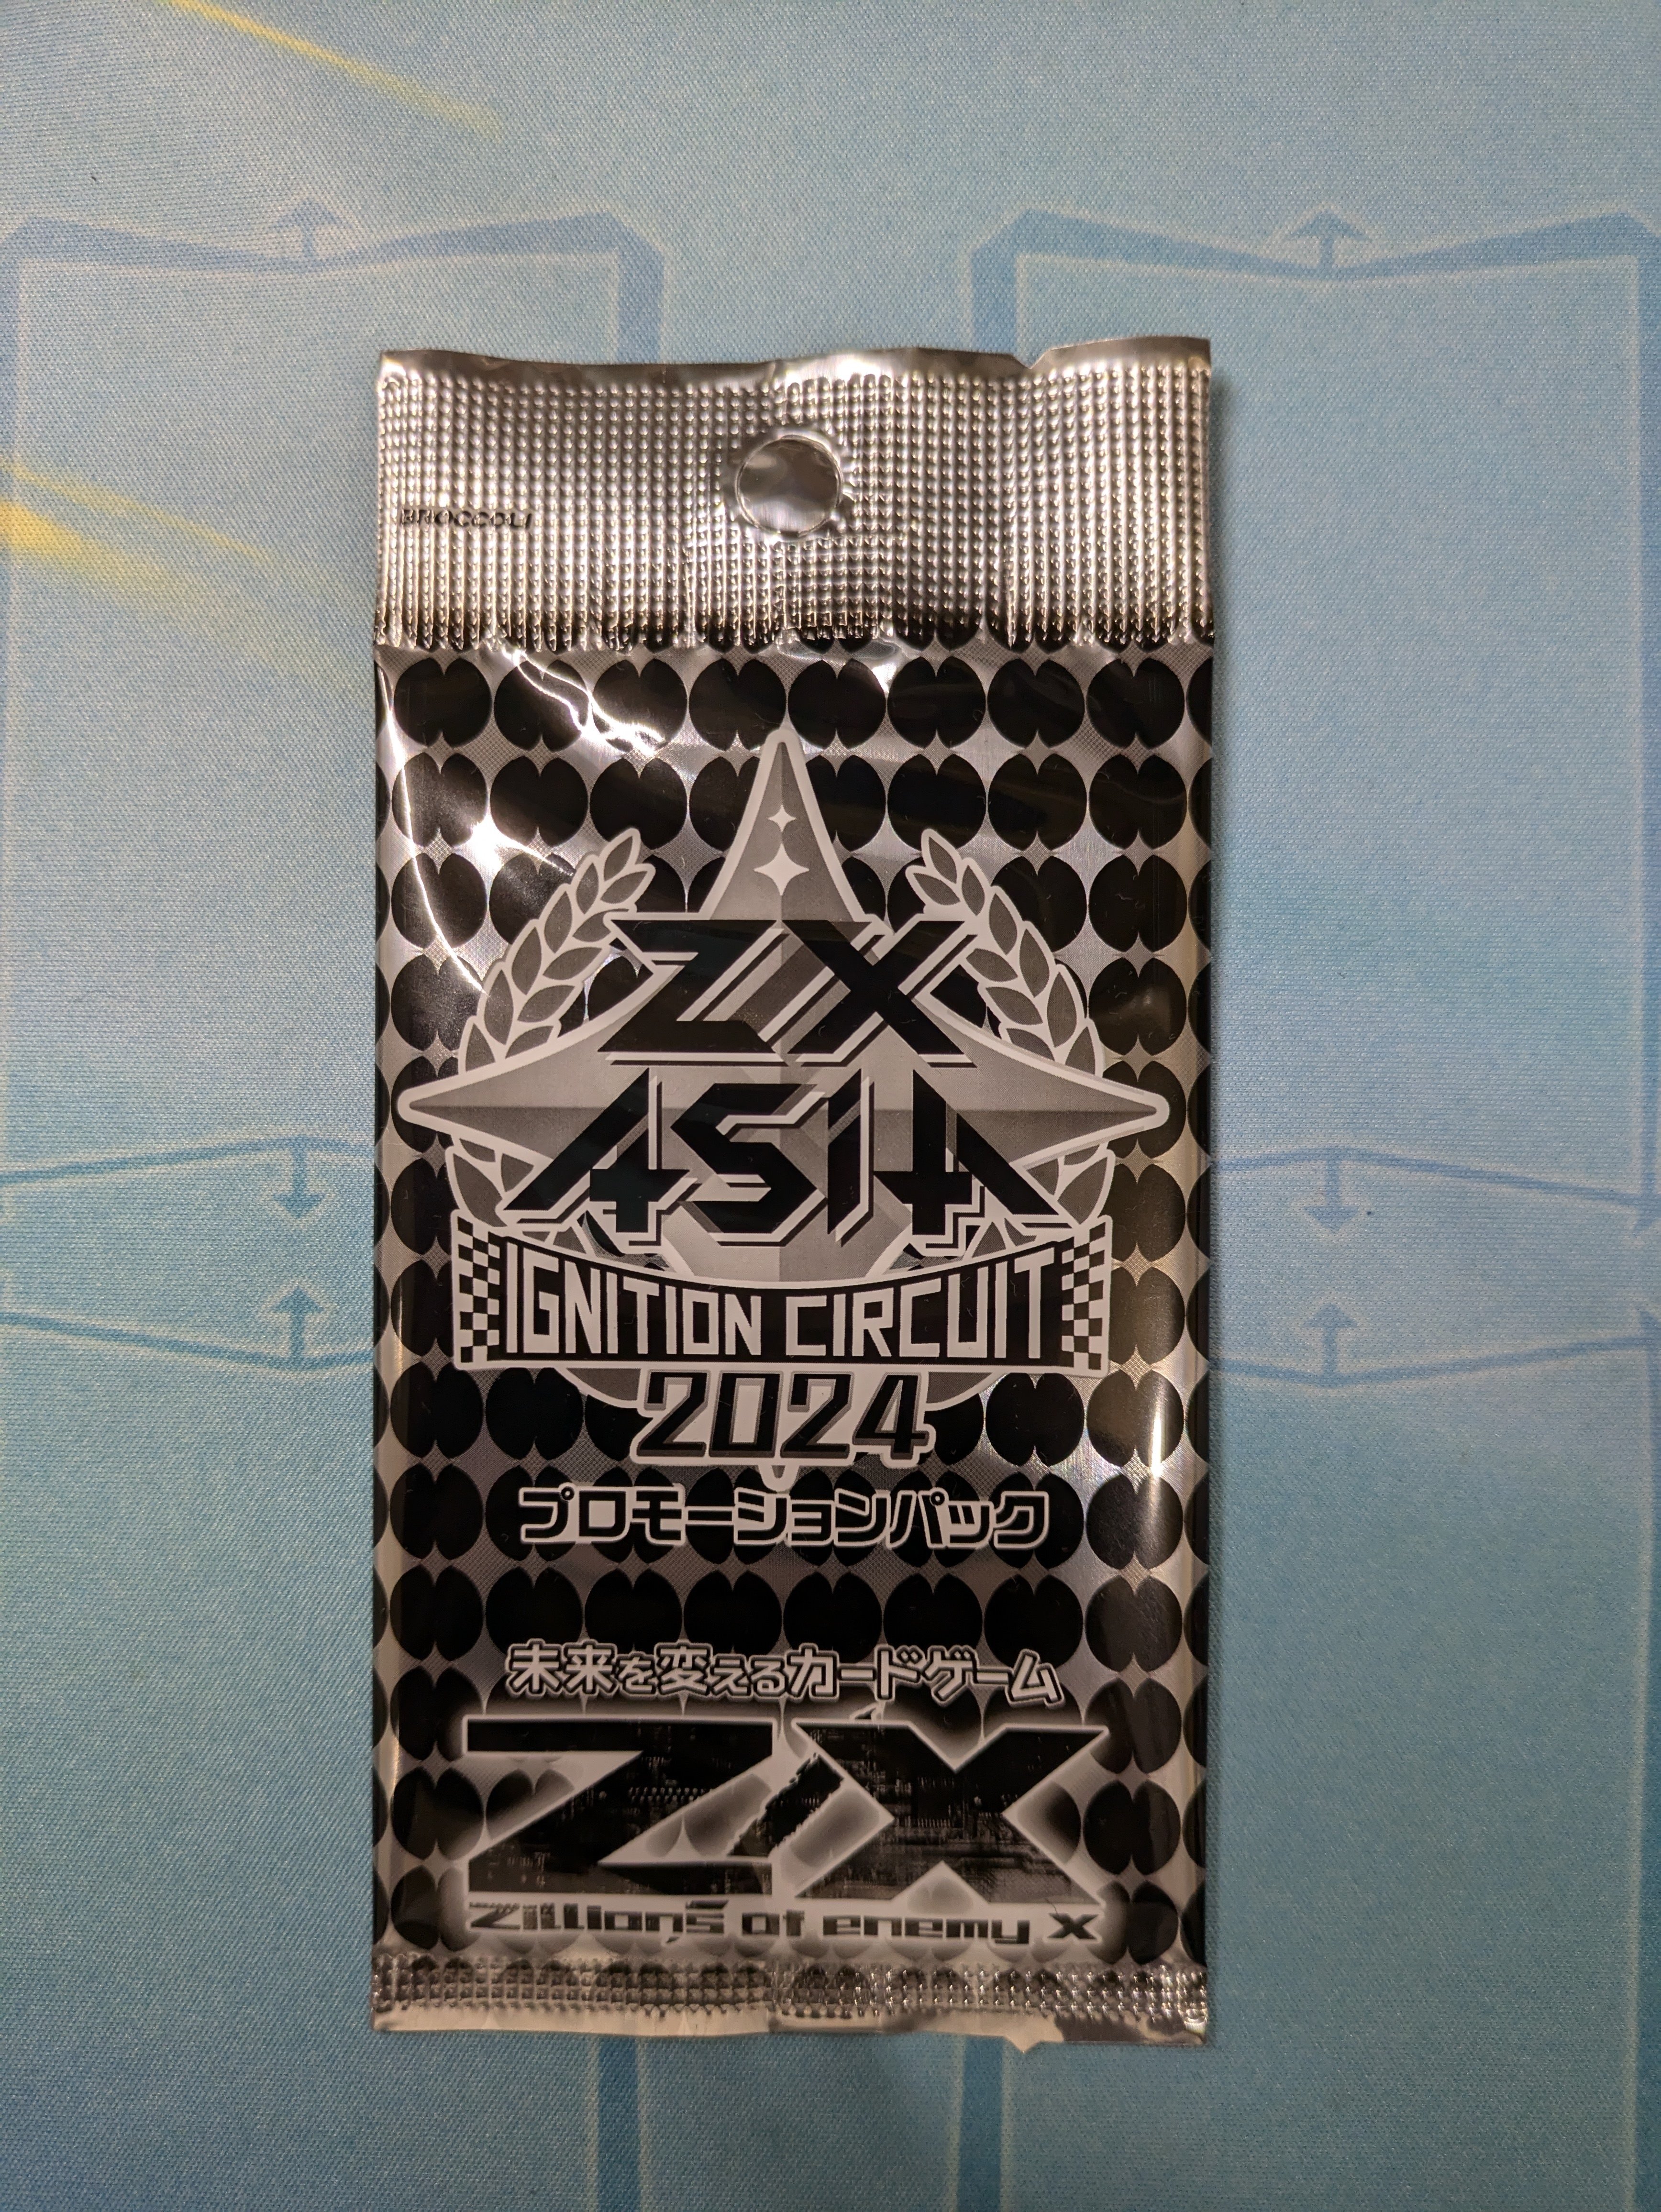 BROCCOLI
ZX
ASIA
IGNITION CIRCUIT
2024
プロモーションパック
未来を変えるカードゲーム
Z/X
Zillions of enemy X